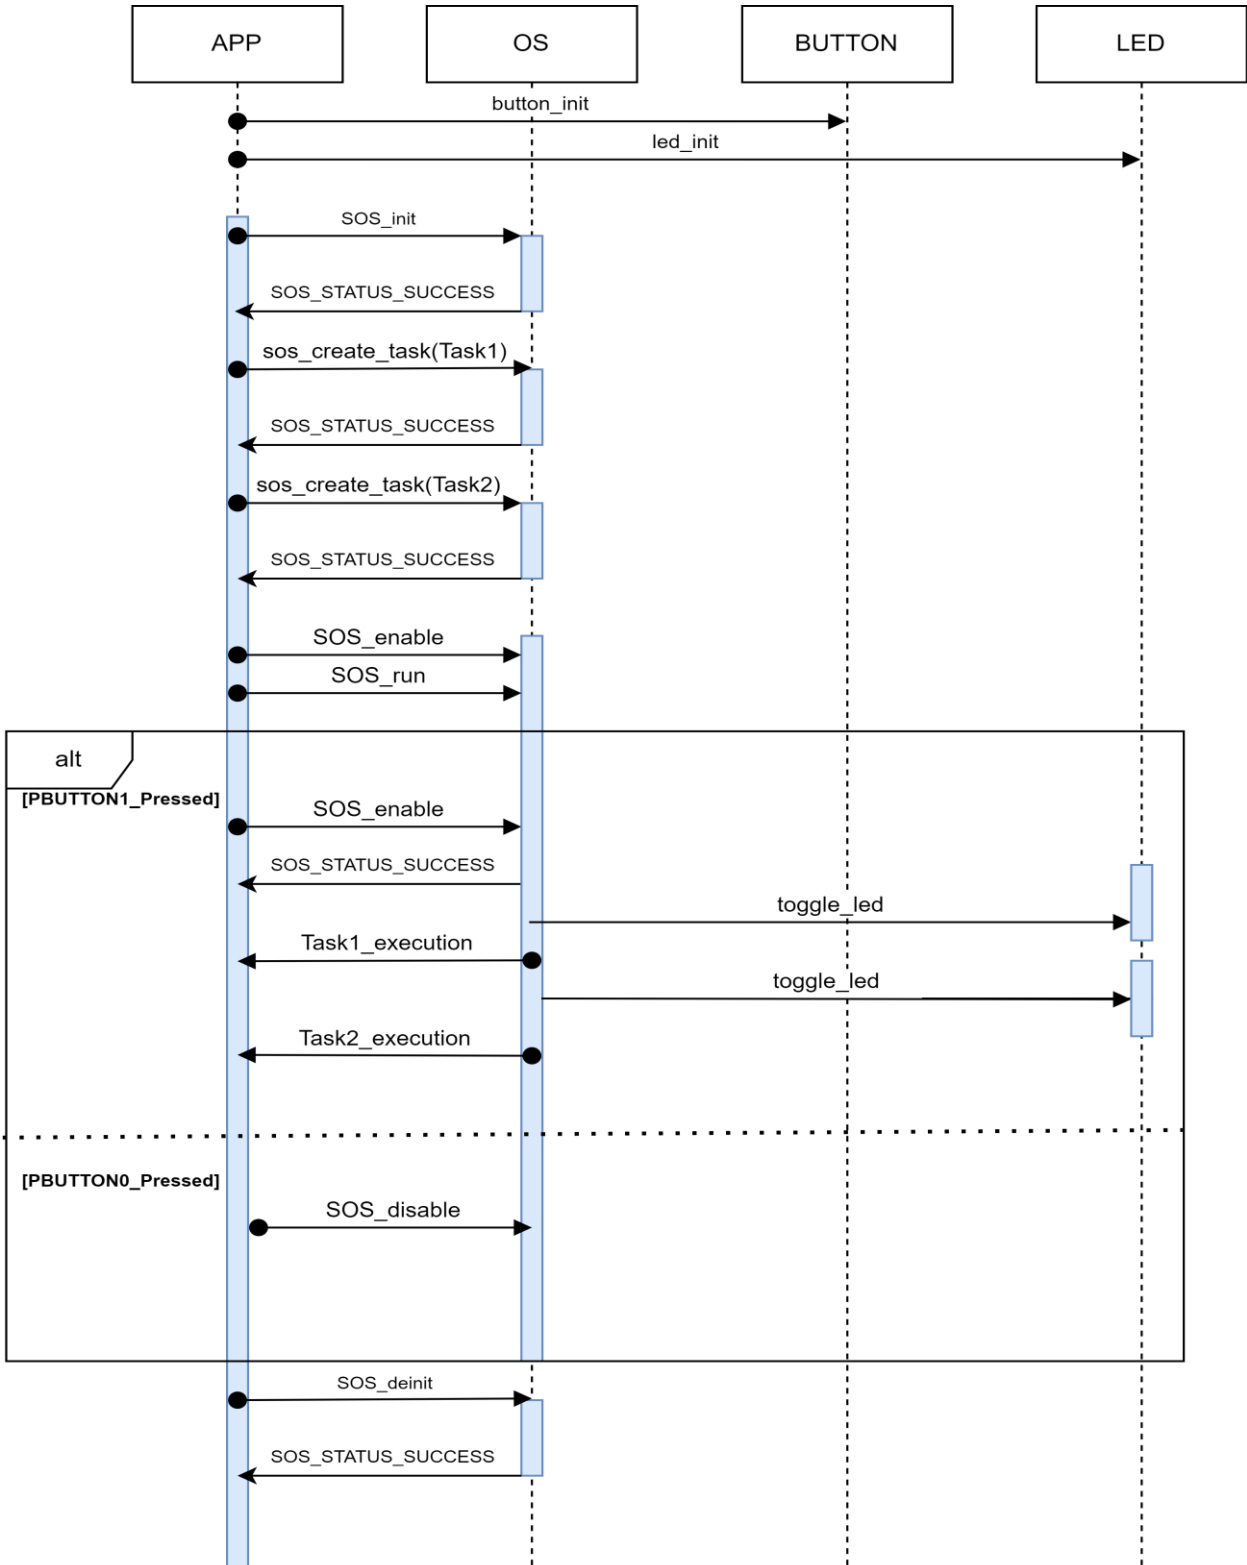 APP
OS
BUTTON
LED
button_init
led_init
SOS_init
SOS_STATUS_SUCCESS
sos_create_task(Task1)
SOS_STATUS_SUCCESS
sos_create_task(Task2)
SOS_STATUS_SUCCESS
SOS_enable
SOS_run
alt
[PBUTTON1_Pressed]
SOS_enable
SOS_STATUS_SUCCESS
toggle_led
Task1_execution
toggle_led
Task2_execution
[PBUTTON0_Pressed]
SOS_disable
SOS_deinit
SOS_STATUS_SUCCESS